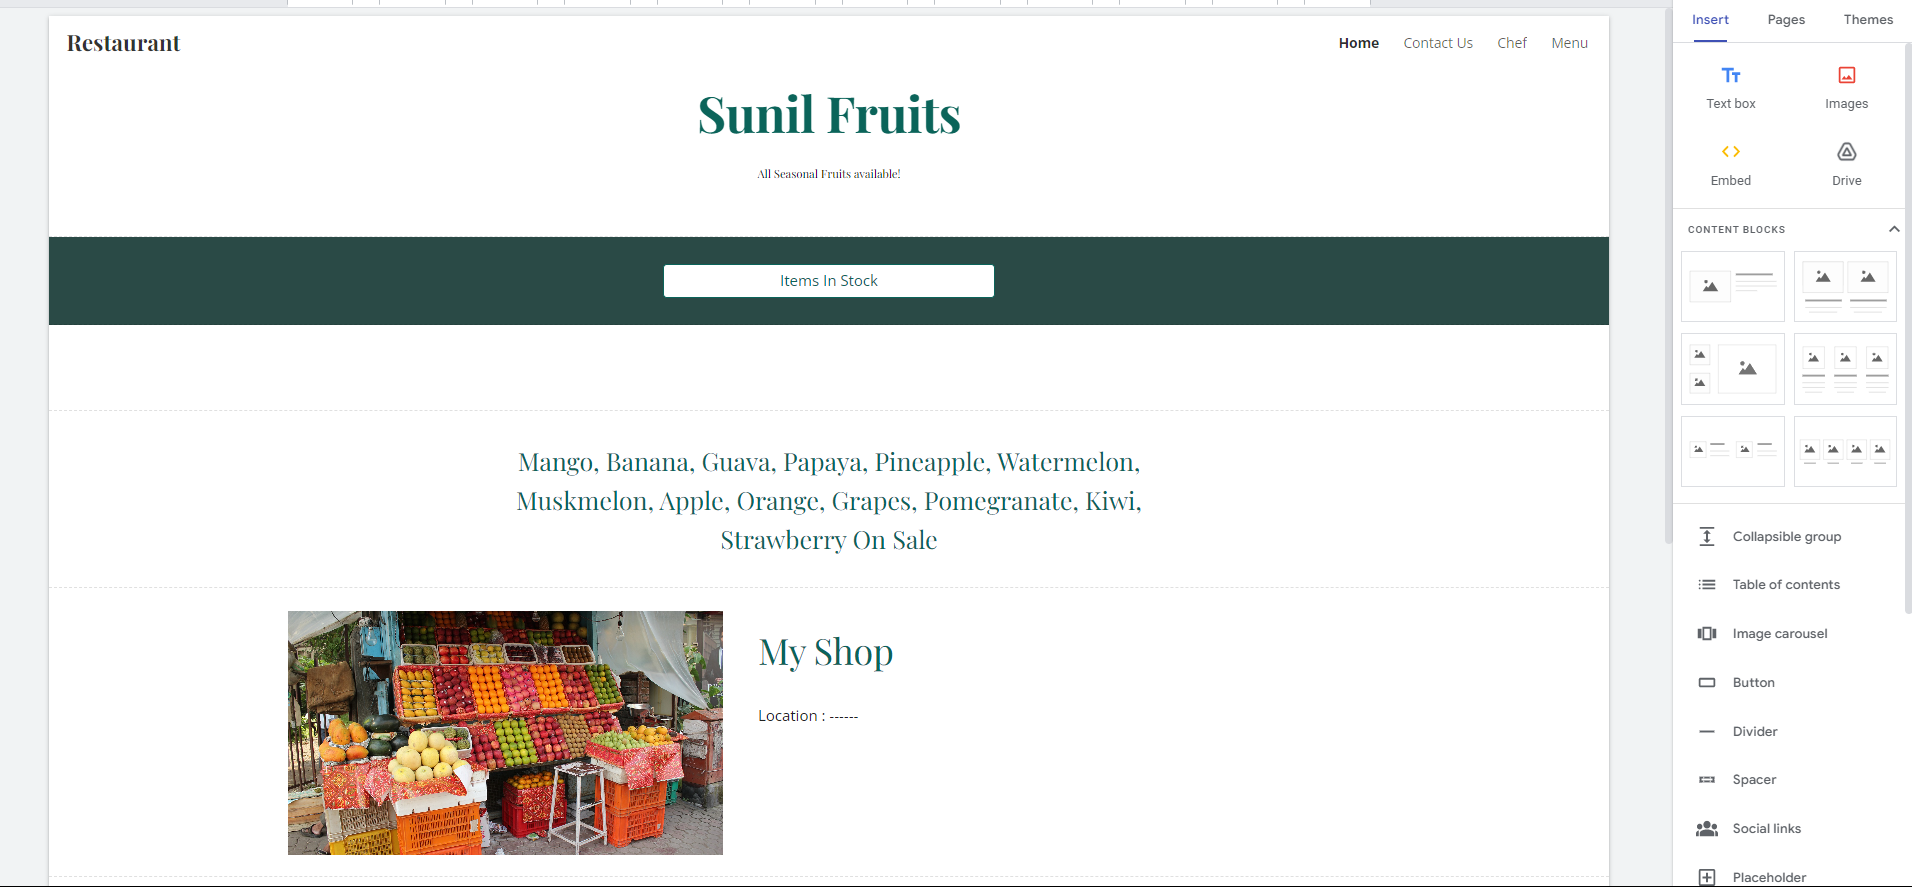 Restaurant
Home Contact Us Chef Menu
Sunil Fruits
All Seasonal Fruits available!
Items In Stock
Mango, Banana, Guava, Papaya, Pineapple, Watermelon,
Muskmelon, Apple, Orange, Grapes, Pomegranate, Kiwi,
Strawberry On Sale
My Shop
Location : ------
Insert Pages Themes
Text box Images
Embed Drive
CONTENT BLOCKS
Collapsible group
Table of contents
Image carousel
Button
Divider
Spacer
Social links
Placeholder